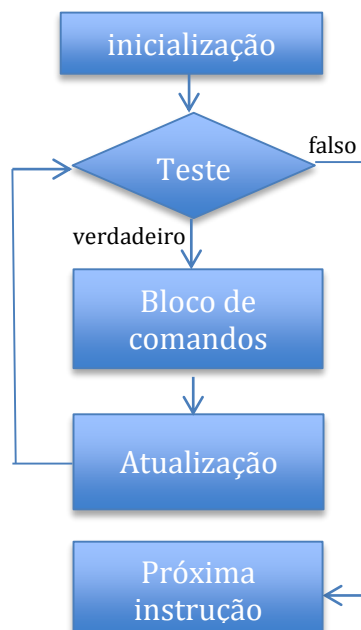 inicialização
falso
Teste
verdadeiro
Bloco de
comandos
Atualização
Próxima
instrução